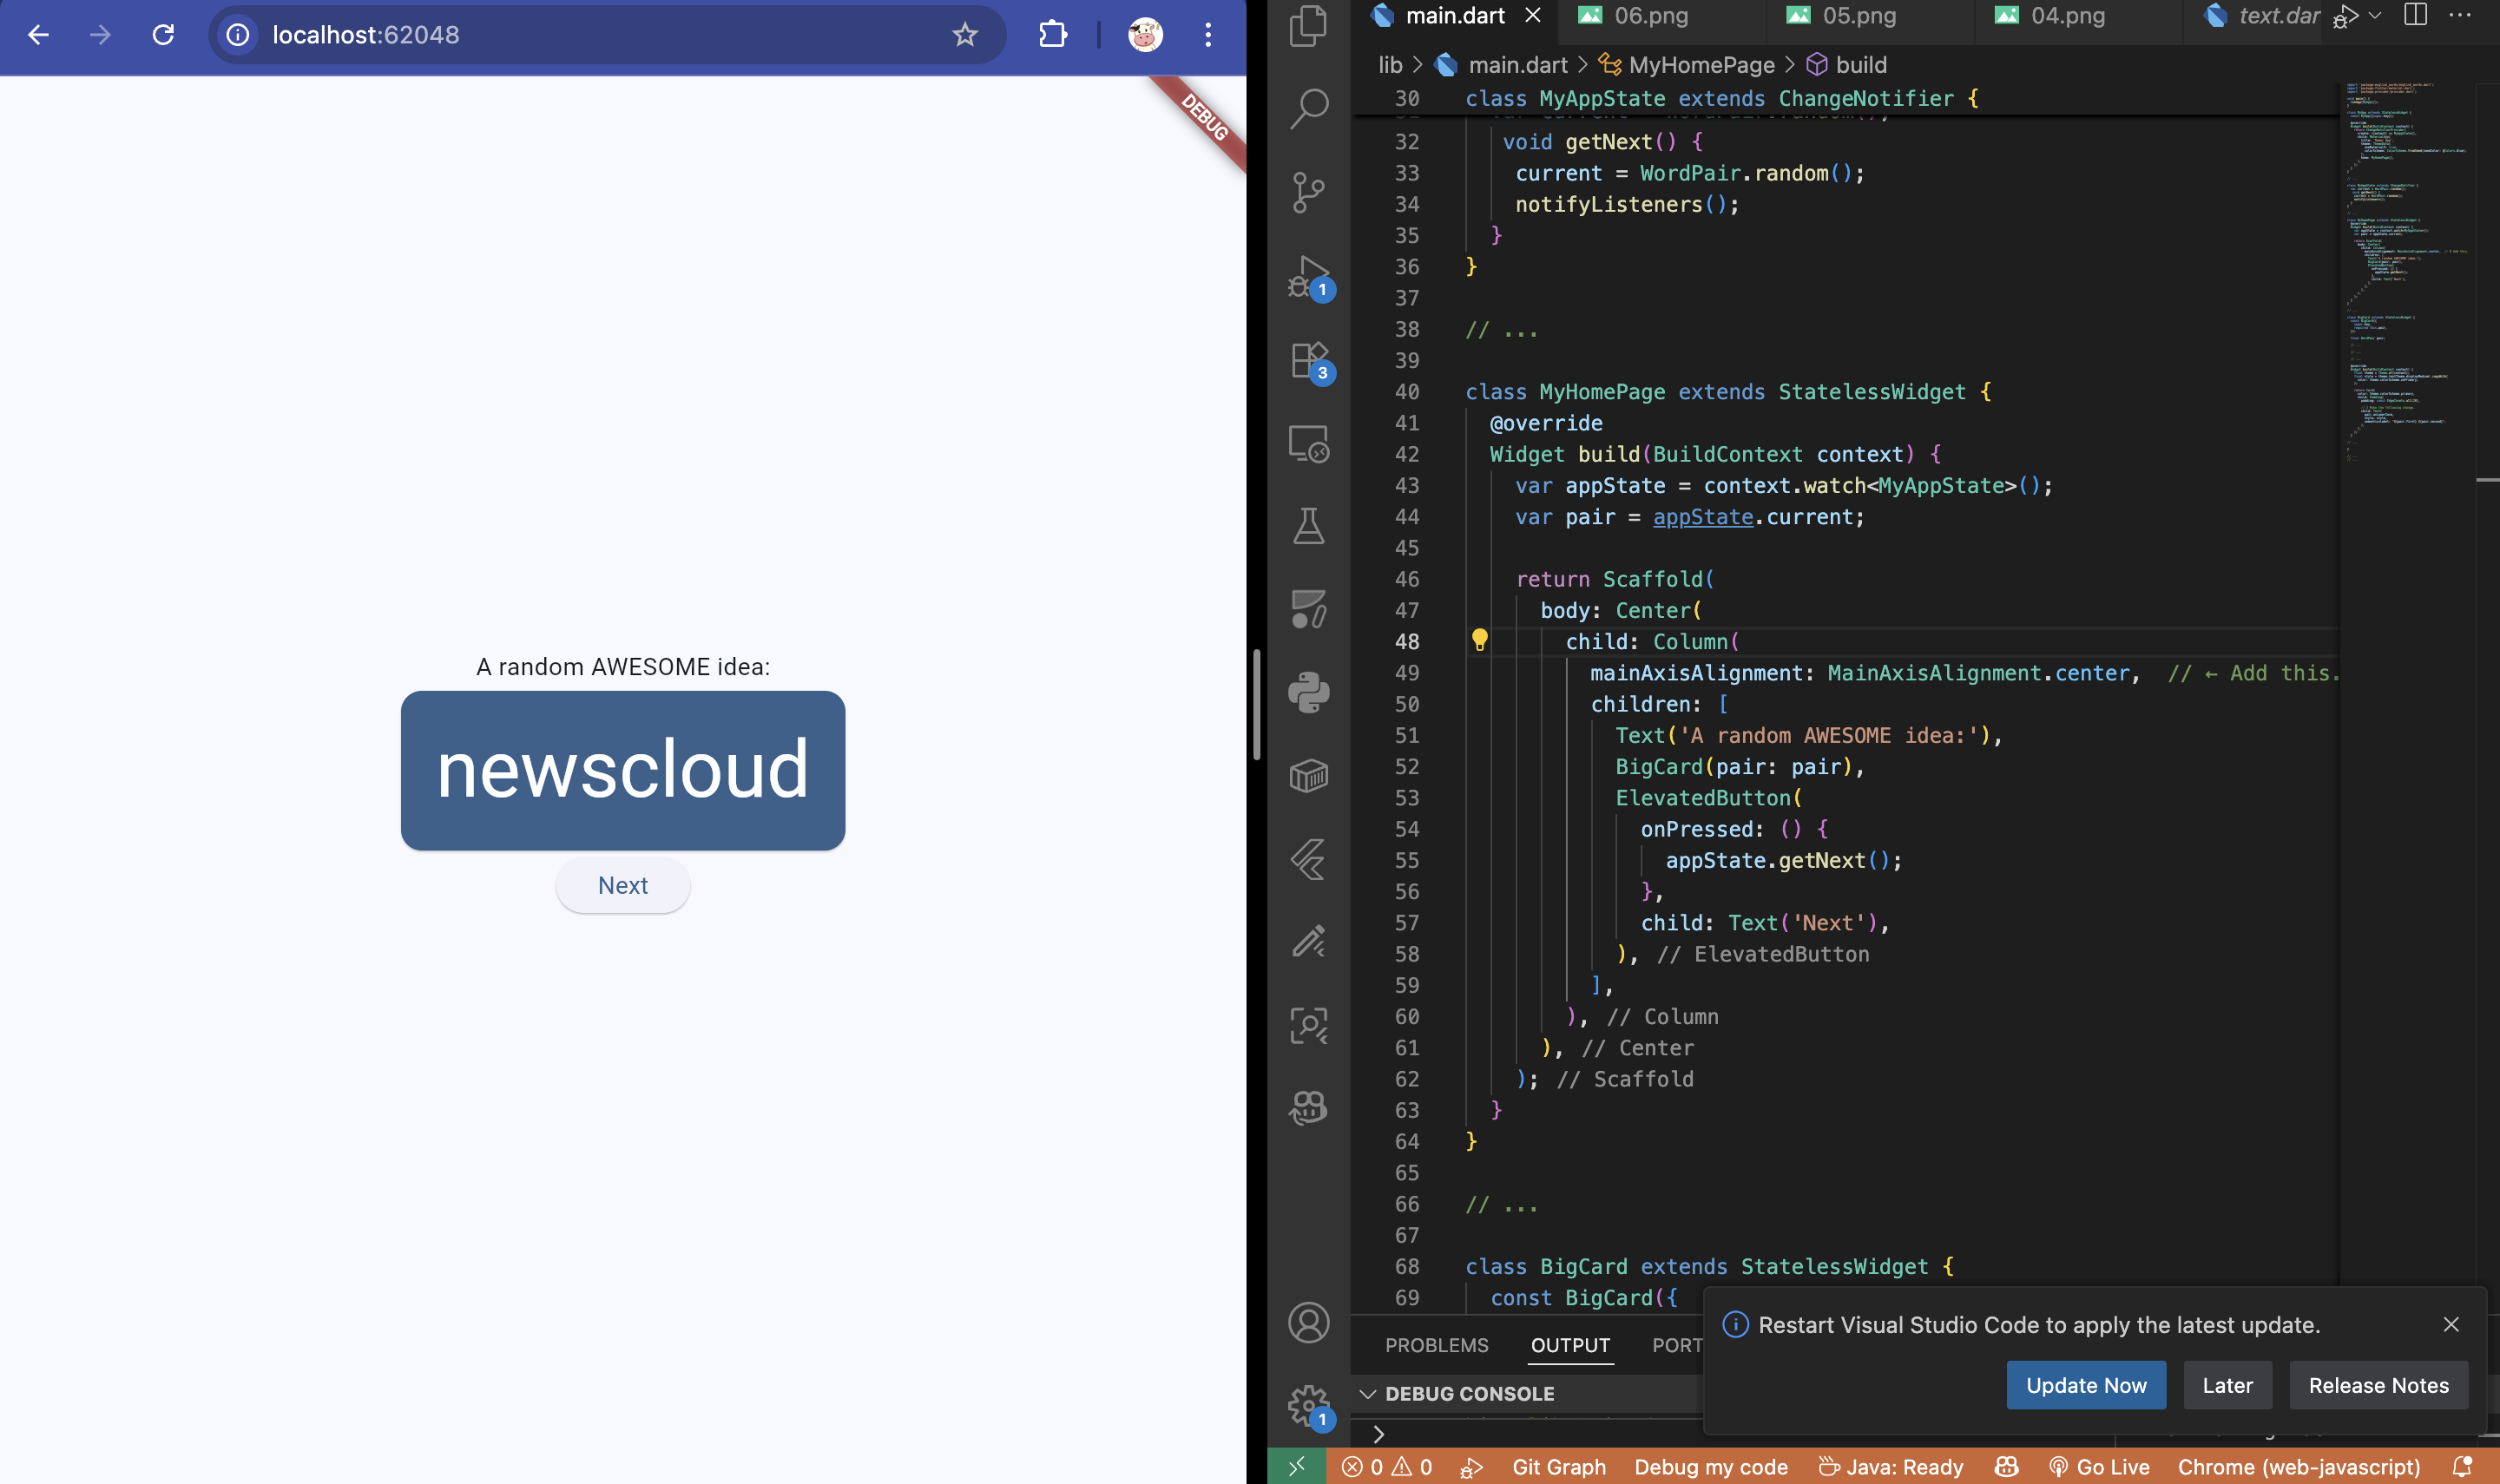 localhost:62048
DEBUG
A random AWESOME idea:
newscloud
Next
main.dart
06.png
05.png
04.png
text.dar
lib > main.dart > MyHomePage > build
30 class MyAppState extends ChangeNotifier {
32 void getNext() {
33 current = WordPair.random();
34 notifyListeners();
35 }
36 }
37
38 // ...
39
40 class MyHomePage extends StatelessWidget {
41 @override
42 Widget build(BuildContext context) {
43 var appState = context.watch<MyAppState>();
44 var pair = appState.current;
45
46 return Scaffold(
47 body: Center(
48 child: Column(
49 mainAxisAlignment: MainAxisAlignment.center, // ← Add this.
50 children: [
51 Text('A random AWESOME idea:'),
52 BigCard(pair: pair),
53 ElevatedButton(
54 onPressed: () {
55 appState.getNext();
56 },
57 child: Text('Next'),
58 ), // ElevatedButton
59 ],
60 ), // Column
61 ), // Center
62 ); // Scaffold
63 }
64 }
65
66 // ...
67
68 class BigCard extends StatelessWidget {
69 const BigCard({
1
3
1
PROBLEMS OUTPUT PORT
DEBUG CONSOLE
Restart Visual Studio Code to apply the latest update.
Update Now
Later
Release Notes
0 0 Git Graph Debug my code Java: Ready Go Live Chrome (web-javascript)